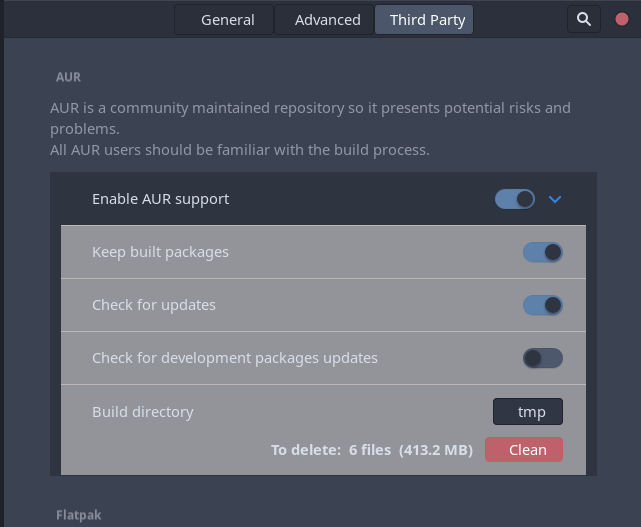 General Advanced Third Party
AUR
AUR is a community maintained repository so it presents potential risks and
problems.
All AUR users should be familiar with the build process.
Enable AUR support
Keep built packages
Check for updates
Check for development packages updates
Build directory tmp
To delete: 6 files (413.2 MB) Clean
Flatpak